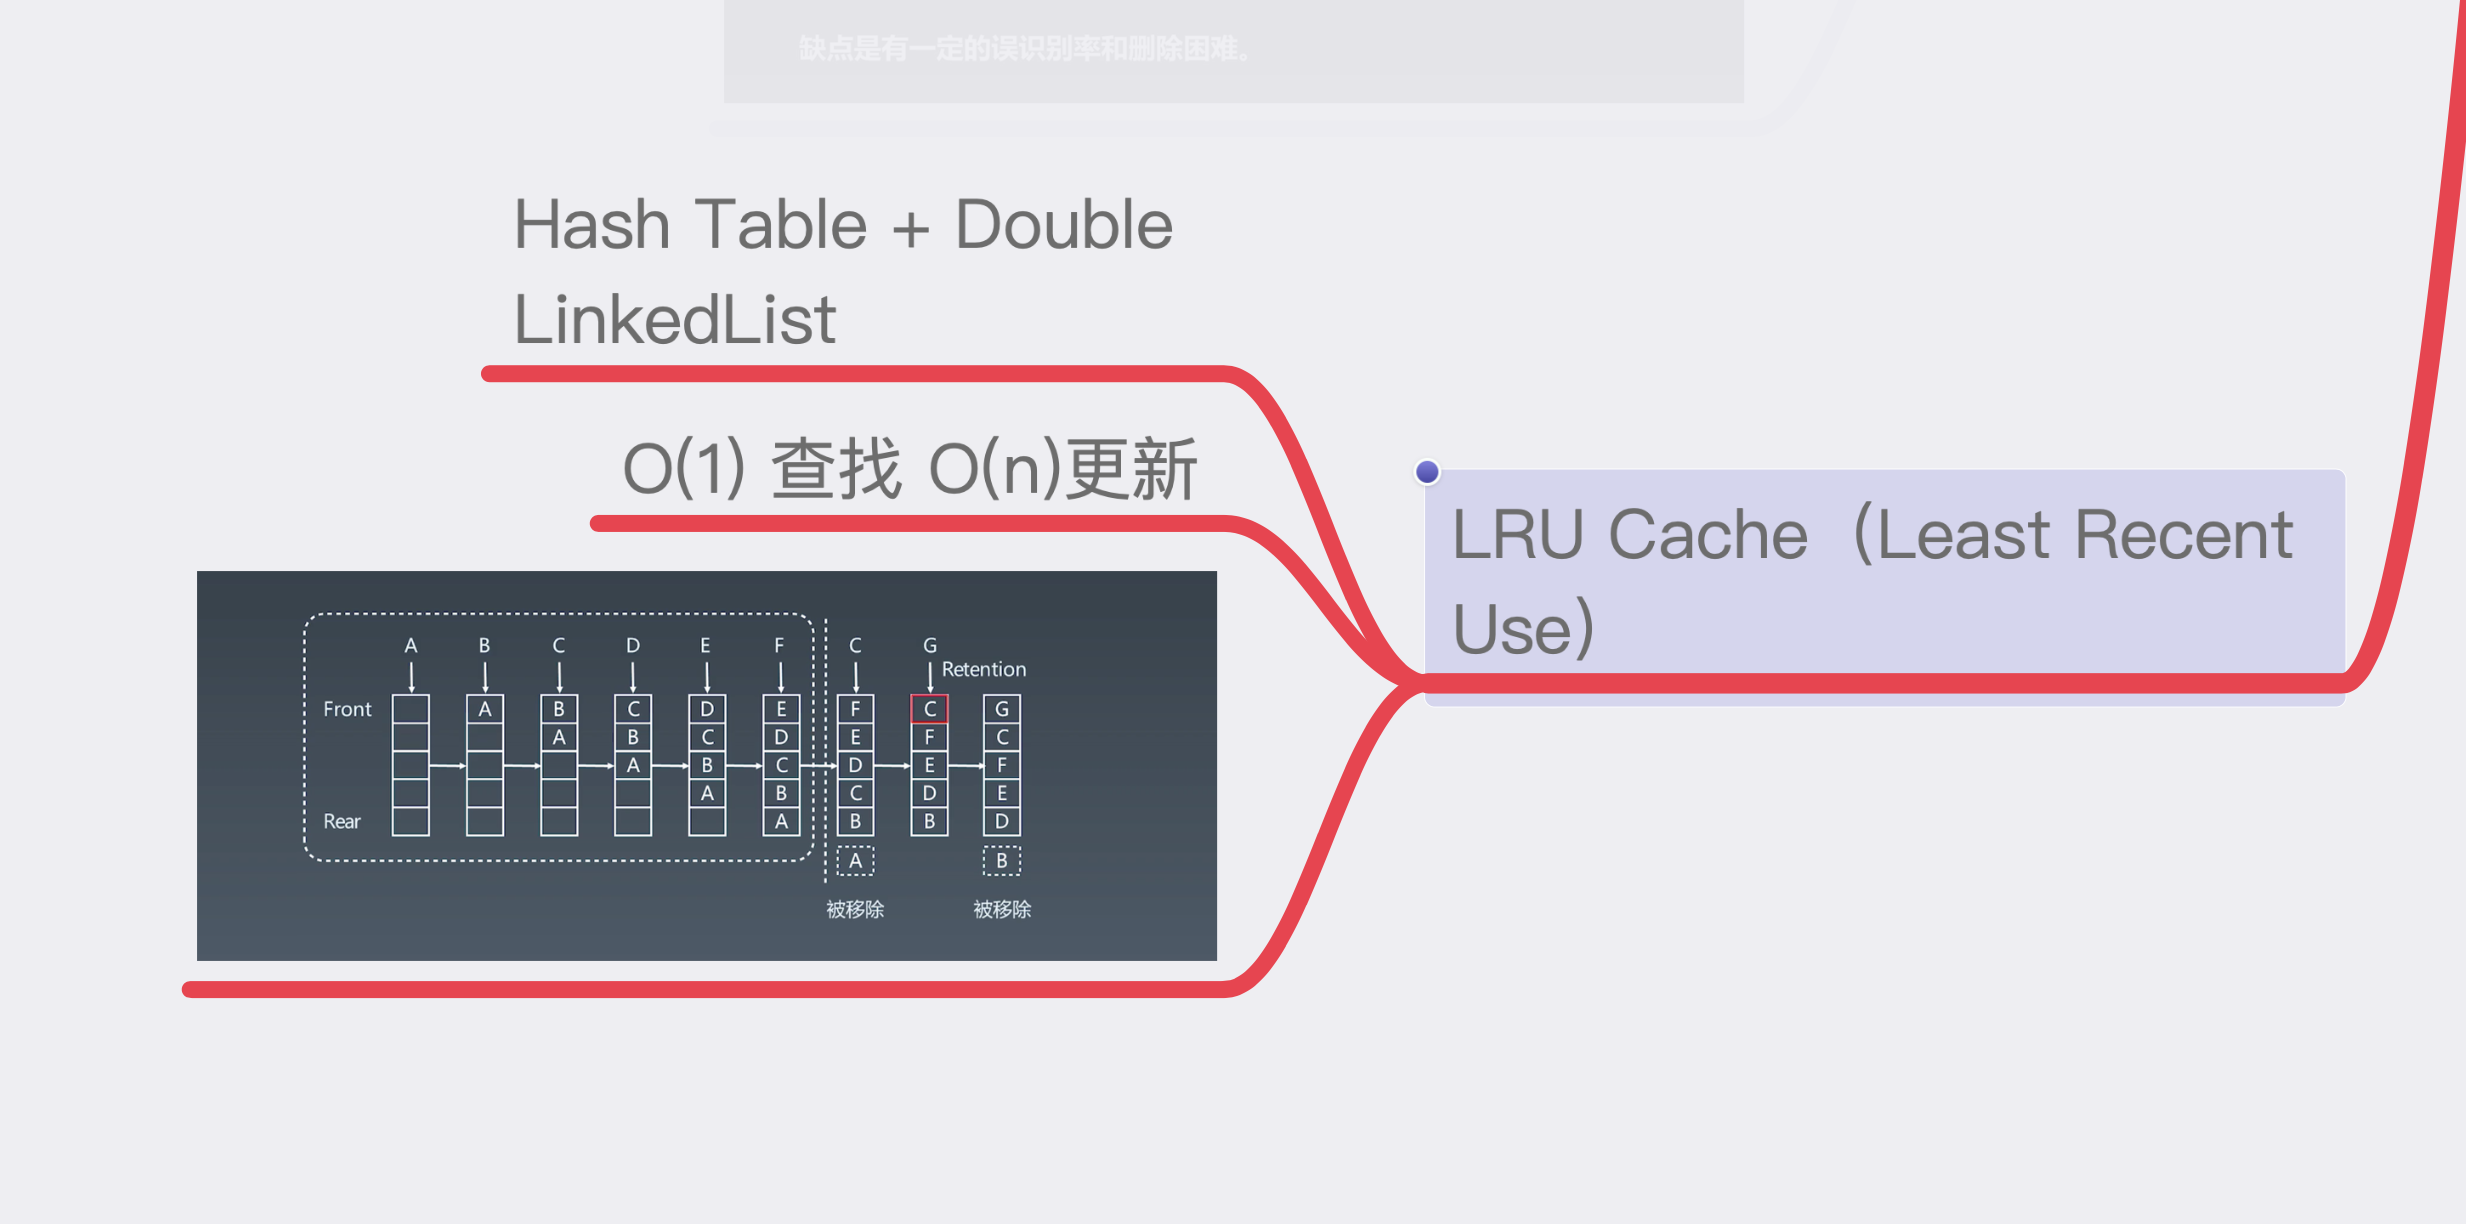 缺点是有一定的误识别率和删除困难。
Hash Table + Double
LinkedList
O(1) 查找 O(n)更新
LRU Cache（Least Recent
Use）
A B C D E F C G
Retention
Front A B C D E F C G
A B C D E F C
A B C D E F
A B C D E
Rear A B B D
A B
被移除 被移除